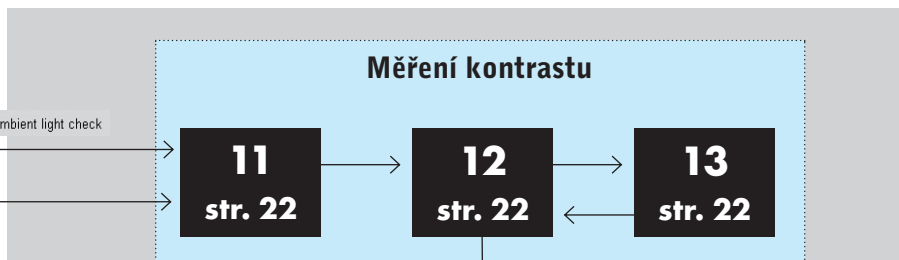 Měření kontrastu
mbient light check
11
str. 22
12
str. 22
13
str. 22